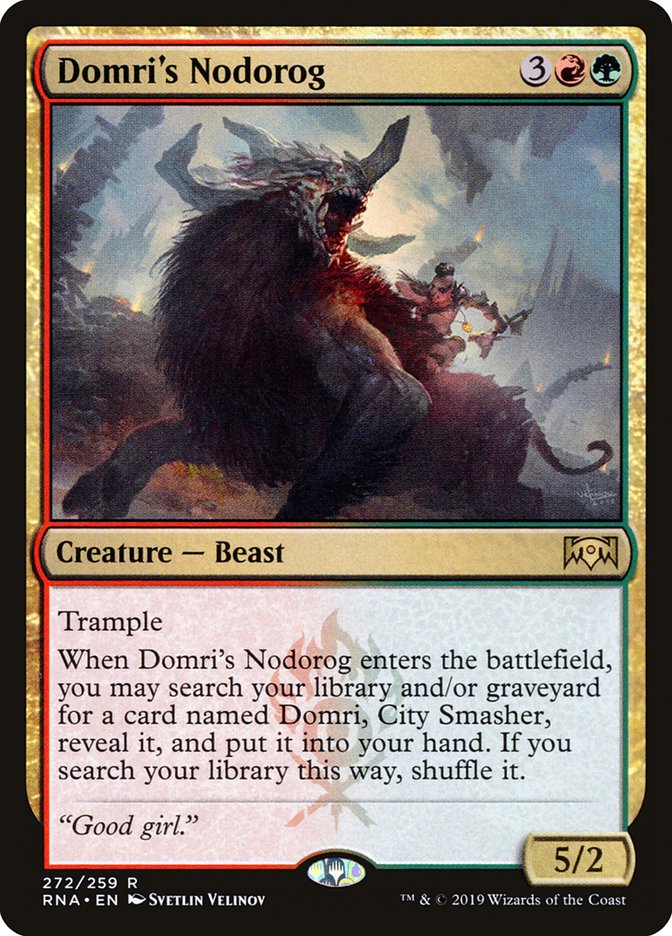 Domri's Nodorog
3
Creature — Beast
Trample
When Domri's Nodorog enters the battlefield,
you may search your library and/or graveyard
for a card named Domri, City Smasher,
reveal it, and put it into your hand. If you
search your library this way, shuffle it.
“Good girl.”
5/2
272/259 R
RNA • EN Svetlin Velinov
™ & © 2019 Wizards of the Coast